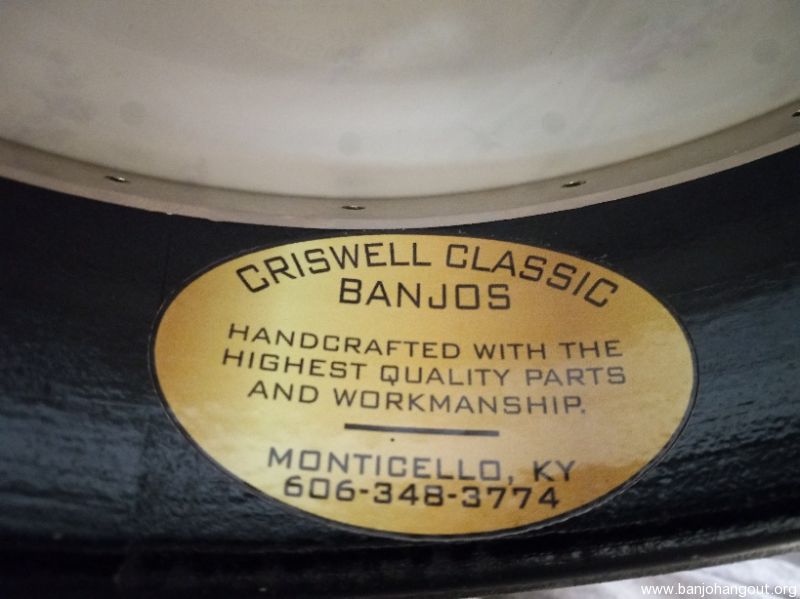 CRISWELL CLASSIC
BANJOS
HANDCRAFTED WITH THE
HIGHEST QUALITY PARTS
AND WORKMANSHIP.
MONTICELLO, KY
606-348-3774
www.banjohangout.org